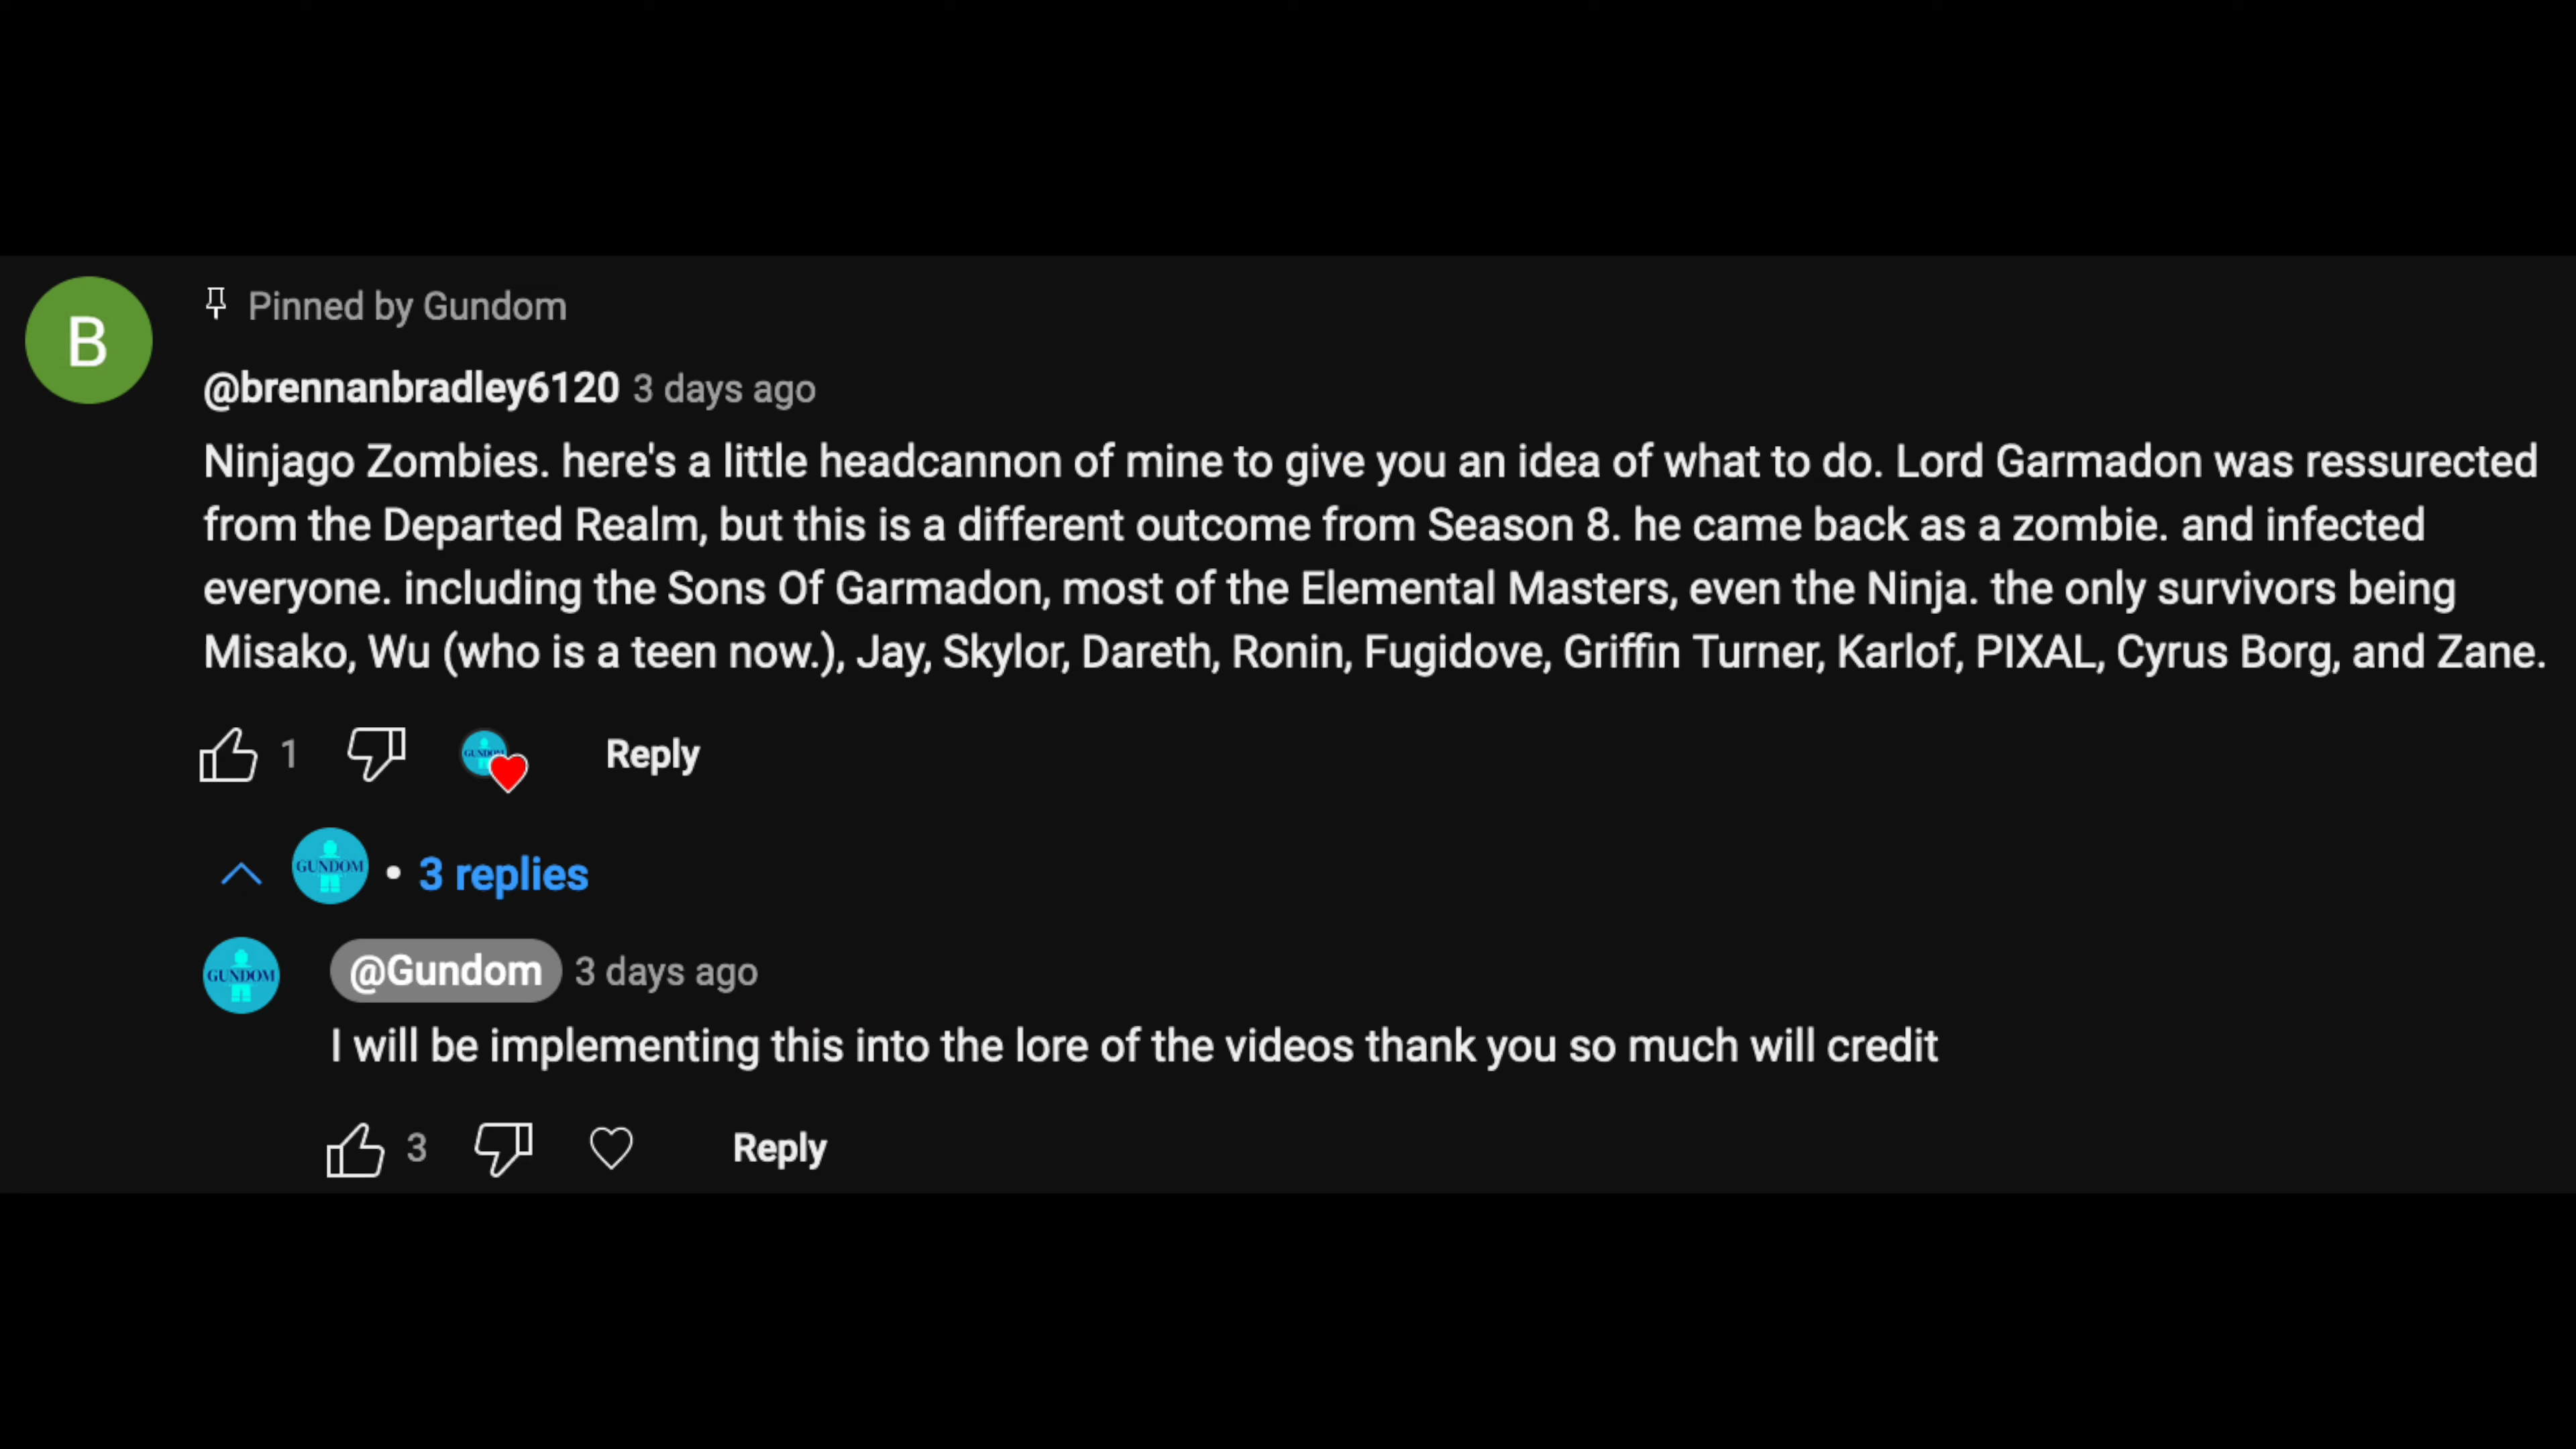 B
Pinned by Gundom
@brennanbradley6120 3 days ago
Ninjago Zombies. here's a little headcannon of mine to give you an idea of what to do. Lord Garmadon was ressurected
from the Departed Realm, but this is a different outcome from Season 8. he came back as a zombie. and infected
everyone. including the Sons Of Garmadon, most of the Elemental Masters, even the Ninja. the only survivors being
Misako, Wu (who is a teen now.), Jay, Skylor, Dareth, Ronin, Fugidove, Griffin Turner, Karlof, PIXAL, Cyrus Borg, and Zane.
1 GUNDOM Reply
GUNDOM • 3 replies
GUNDOM @Gundom 3 days ago
I will be implementing this into the lore of the videos thank you so much will credit
3 Reply